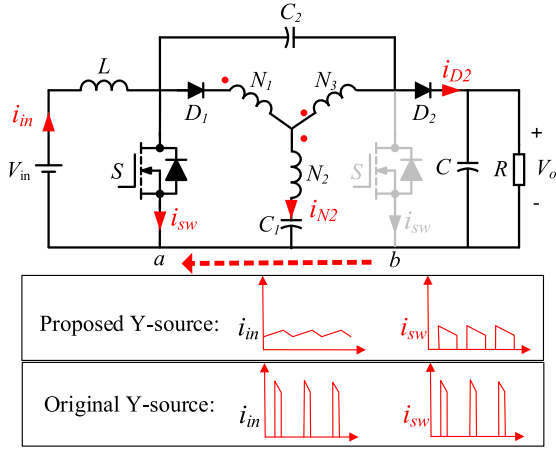 C2
L
D1
N1
N3
D2
iD2
iin
Vin
S
isw
N2
iN2
C1
S
isw
C
R
+
Vo
-
a
b
Proposed Y-source: iin isw
Original Y-source: iin isw